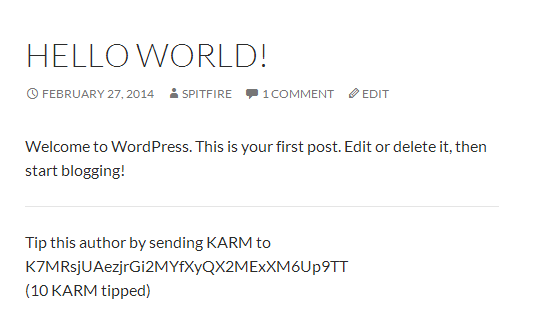 HELLO WORLD!
FEBRUARY 27, 2014 SPITFIRE 1 COMMENT EDIT
Welcome to WordPress. This is your first post. Edit or delete it, then
start blogging!
Tip this author by sending KARM to
K7MRsjUAezjrGi2MYfXyQX2MExXM6Up9TT
(10 KARM tipped)